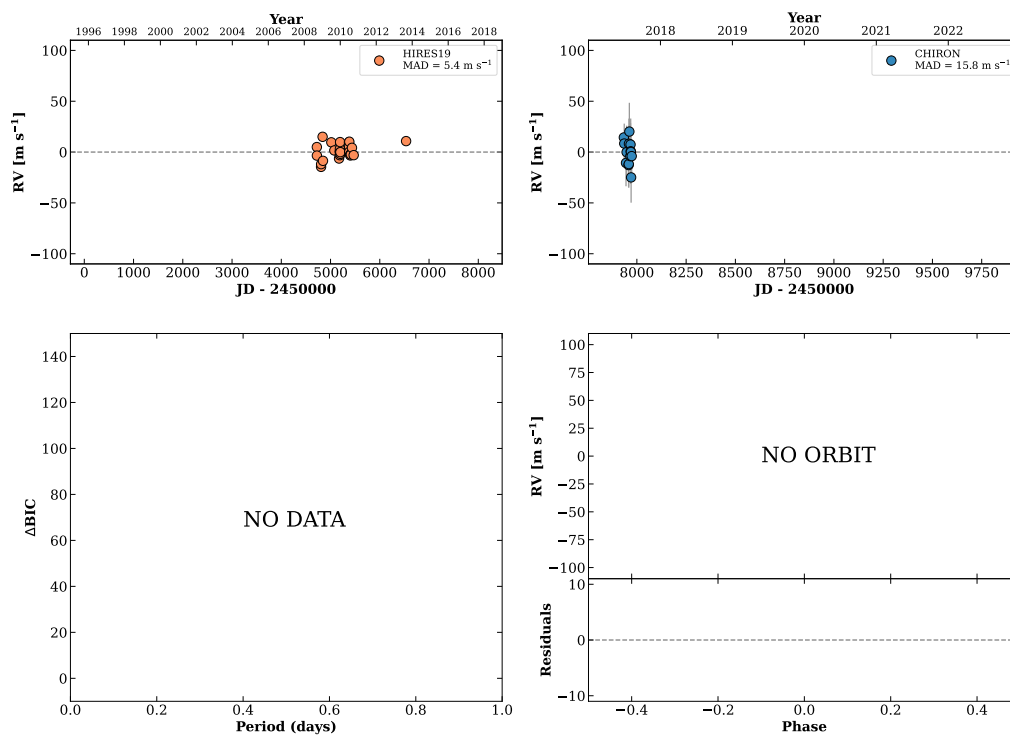 Year
1996 1998 2000 2002 2004 2006 2008 2010 2012 2014 2016 2018
HIRES19
MAD = 5.4 m s⁻¹
RV [m s⁻¹]
100
50
0
−50
−100
0 1000 2000 3000 4000 5000 6000 7000 8000
JD - 2450000
Year
2018 2019 2020 2021 2022
CHIRON
MAD = 15.8 m s⁻¹
RV [m s⁻¹]
100
50
0
−50
−100
8000 8250 8500 8750 9000 9250 9500 9750
JD - 2450000
ΔBIC
140
120
100
80
60
40
20
0
NO DATA
0.0 0.2 0.4 0.6 0.8 1.0
Period (days)
RV [m s⁻¹]
100
75
50
25
0
−25
−50
−75
−100
NO ORBIT
Residuals
10
0
−10
−0.4 −0.2 0.0 0.2 0.4
Phase